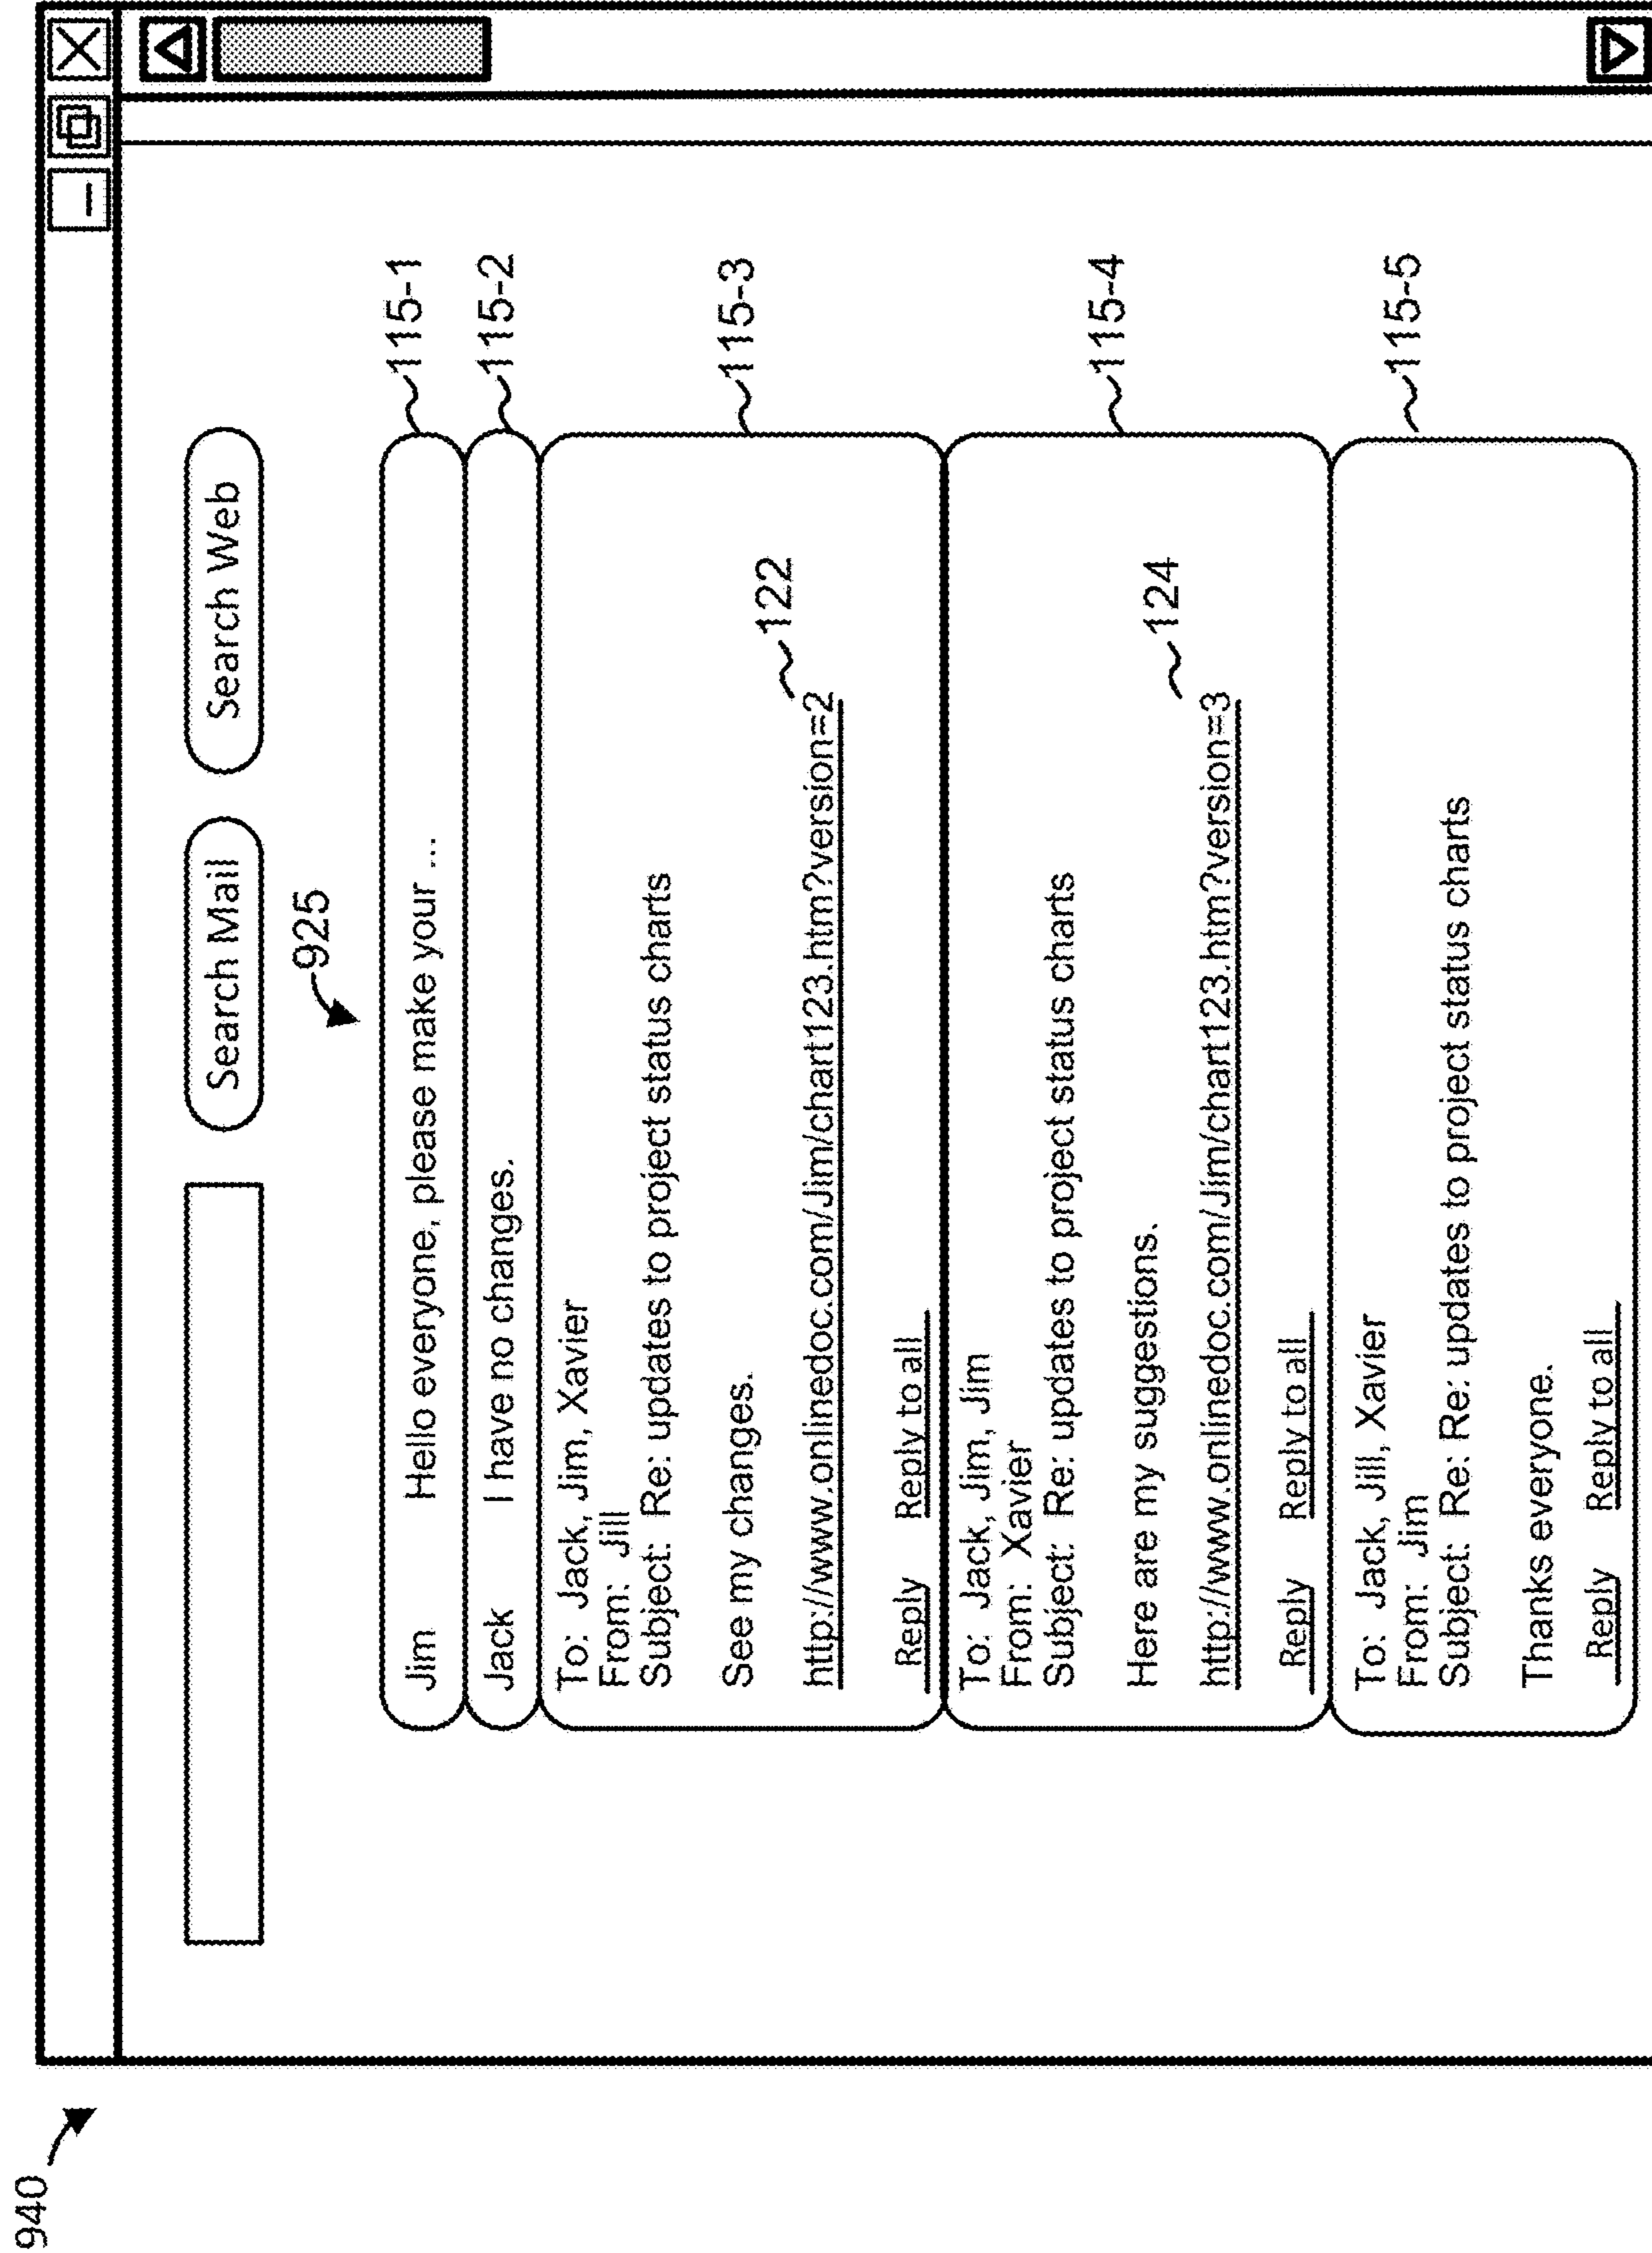 940
Search Mail
Search Web
925
Jim Hello everyone, please make your ...
115-1
Jack I have no changes.
115-2
To: Jack, Jim, Xavier
From: Jill
Subject: Re: updates to project status charts
115-3
See my changes.
122
http://www.onlinedoc.com/Jim/chart123.htm?version=2
Reply Reply to all
To: Jack, Jim, Jim
From: Xavier
Subject: Re: updates to project status charts
115-4
Here are my suggestions.
124
http://www.onlinedoc.com/Jim/chart123.htm?version=3
Reply Reply to all
To: Jack, Jill, Xavier
From: Jim
115-5
Subject: Re: Re: updates to project status charts
Thanks everyone.
Reply Reply to all